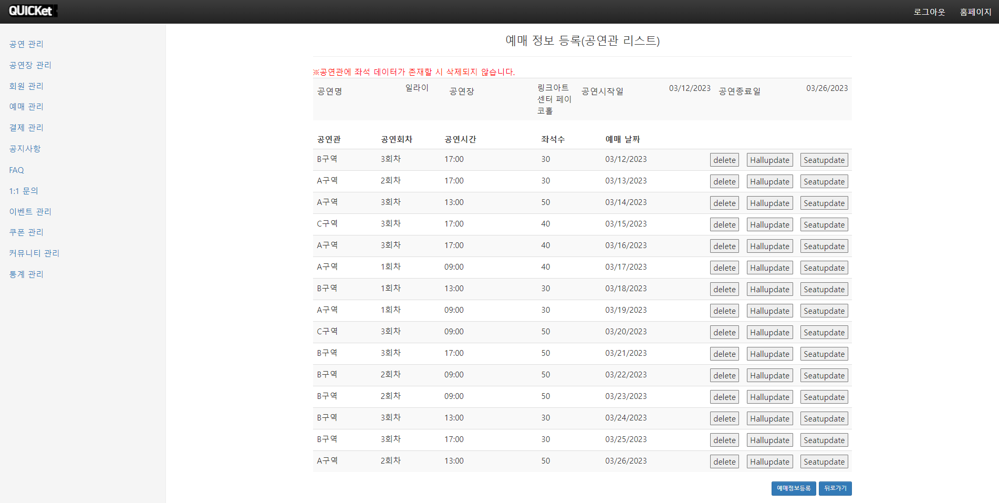 QUICKet
로그아웃 홈페이지
공연 관리
공연장 관리
회원 관리
예매 관리
결제 관리
공지사항
FAQ
1:1 문의
이벤트 관리
쿠폰 관리
커뮤니티 관리
통계 관리
예매 정보 등록(공연관 리스트)
※공연관에 좌석 데이터가 존재할 시 삭제되지 않습니다.
공연명 일라이 공연장 링크아트 공연시작일 03/12/2023 공연종료일 03/26/2023
센터 페이
코홀
공연관 공연회차 공연시간 좌석수 예매 날짜
B구역 3회차 17:00 30 03/12/2023 delete Hallupdate Seatupdate
A구역 2회차 17:00 30 03/13/2023 delete Hallupdate Seatupdate
A구역 3회차 13:00 50 03/14/2023 delete Hallupdate Seatupdate
C구역 3회차 17:00 40 03/15/2023 delete Hallupdate Seatupdate
A구역 3회차 17:00 40 03/16/2023 delete Hallupdate Seatupdate
A구역 1회차 09:00 40 03/17/2023 delete Hallupdate Seatupdate
B구역 1회차 13:00 30 03/18/2023 delete Hallupdate Seatupdate
A구역 1회차 09:00 30 03/19/2023 delete Hallupdate Seatupdate
C구역 3회차 09:00 50 03/20/2023 delete Hallupdate Seatupdate
B구역 3회차 17:00 50 03/21/2023 delete Hallupdate Seatupdate
B구역 2회차 09:00 50 03/22/2023 delete Hallupdate Seatupdate
B구역 2회차 09:00 50 03/23/2023 delete Hallupdate Seatupdate
B구역 3회차 13:00 30 03/24/2023 delete Hallupdate Seatupdate
B구역 3회차 17:00 30 03/25/2023 delete Hallupdate Seatupdate
A구역 2회차 13:00 50 03/26/2023 delete Hallupdate Seatupdate
예매정보등록 뒤로가기